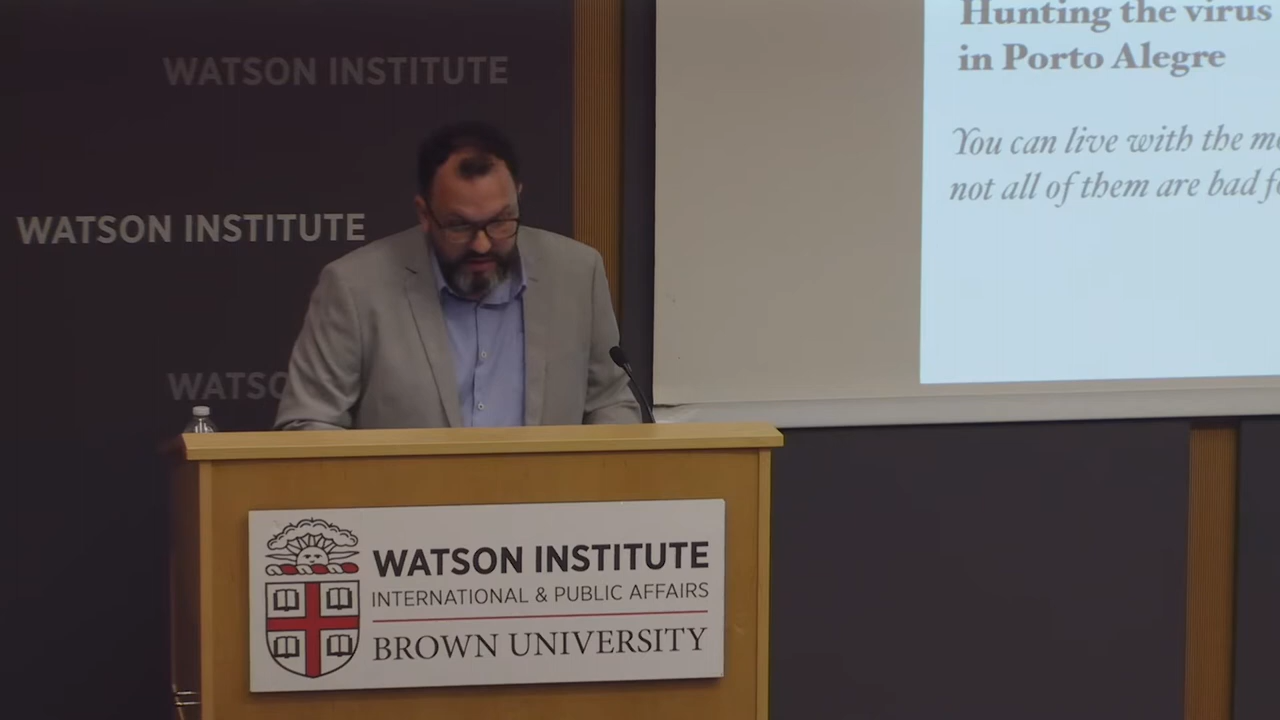 WATSON INSTITUTE
WATSON INSTITUTE
WATSO
Hunting the virus
in Porto Alegre
You can live with the
not all of them are bad
WATSON INSTITUTE
INTERNATIONAL & PUBLIC AFFAIRS
BROWN UNIVERSITY